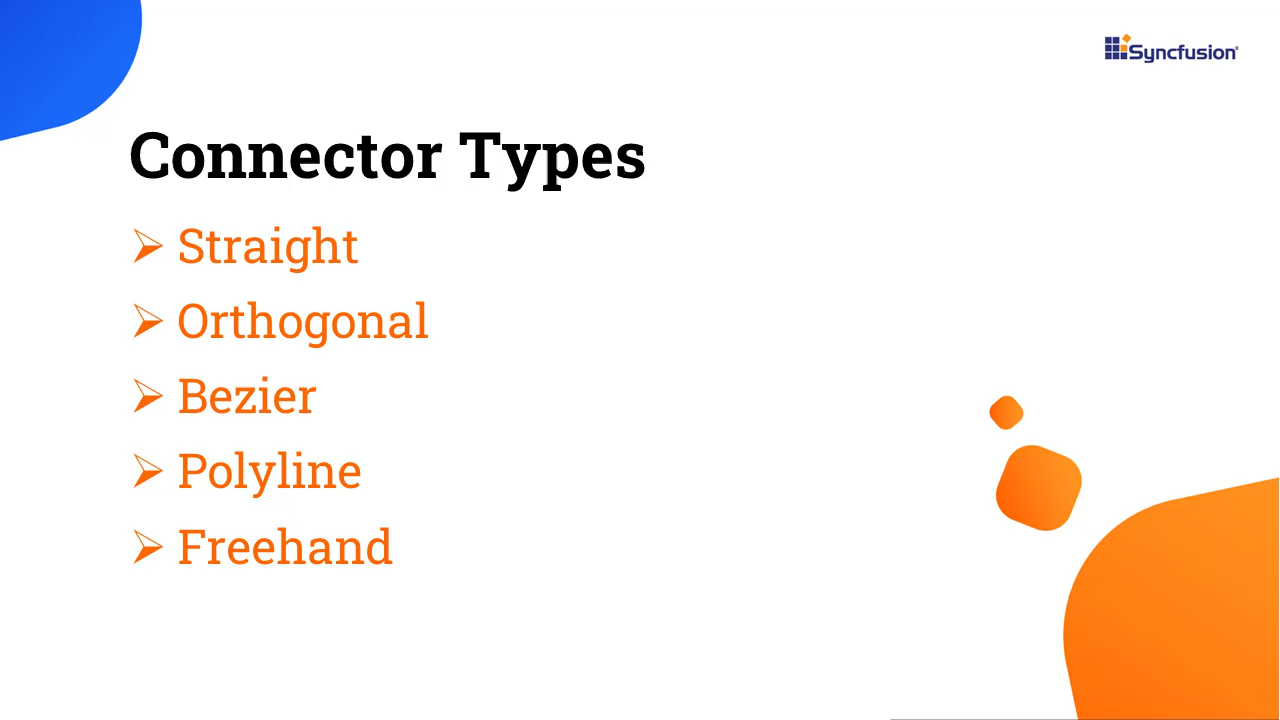 Syncfusion
Connector Types
➢ Straight
➢ Orthogonal
➢ Bezier
➢ Polyline
➢ Freehand